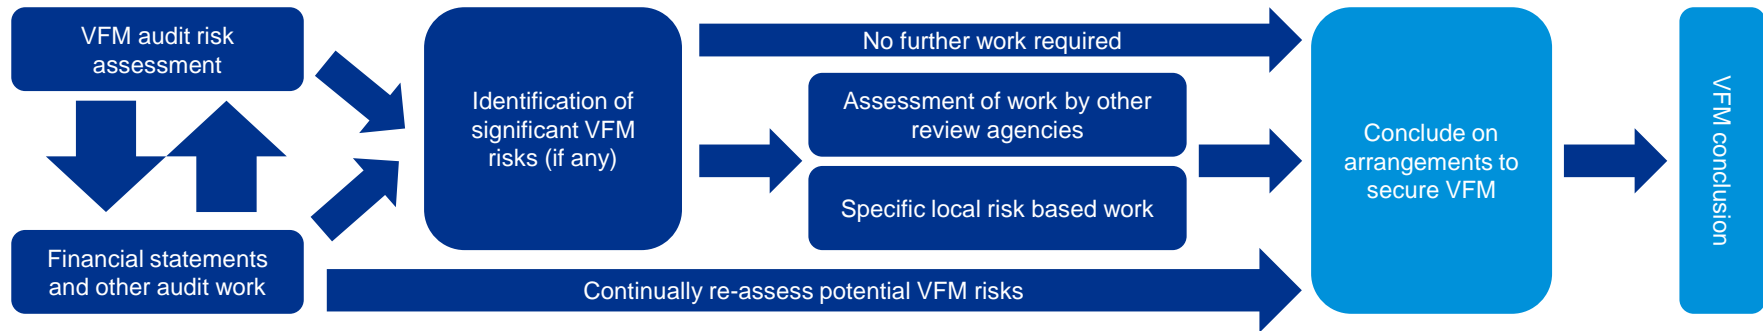 VFM audit risk
assessment
Financial statements
and other audit work
Identification of
significant VFM
risks (if any)
No further work required
Assessment of work by other
review agencies
Specific local risk based work
Continually re-assess potential VFM risks
Conclude on
arrangements to
secure VFM
VFM conclusion